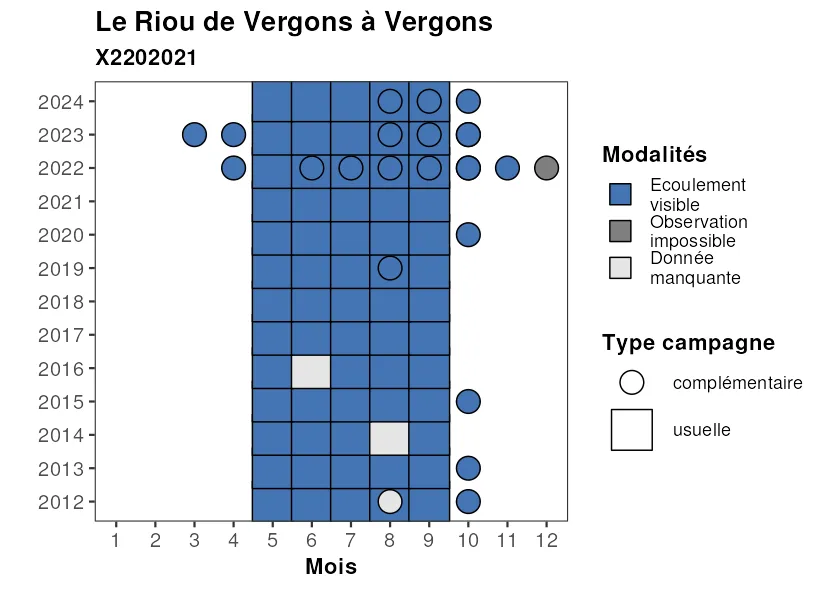 Le Riou de Vergons à Vergons
X2202021
2024
2023
2022
2021
2020
2019
2018
2017
2016
2015
2014
2013
2012
1 2 3 4 5 6 7 8 9 10 11 12
Mois
Modalités
Ecoulement
visible
Observation
impossible
Donnée
manquante
Type campagne
complémentaire
usuelle